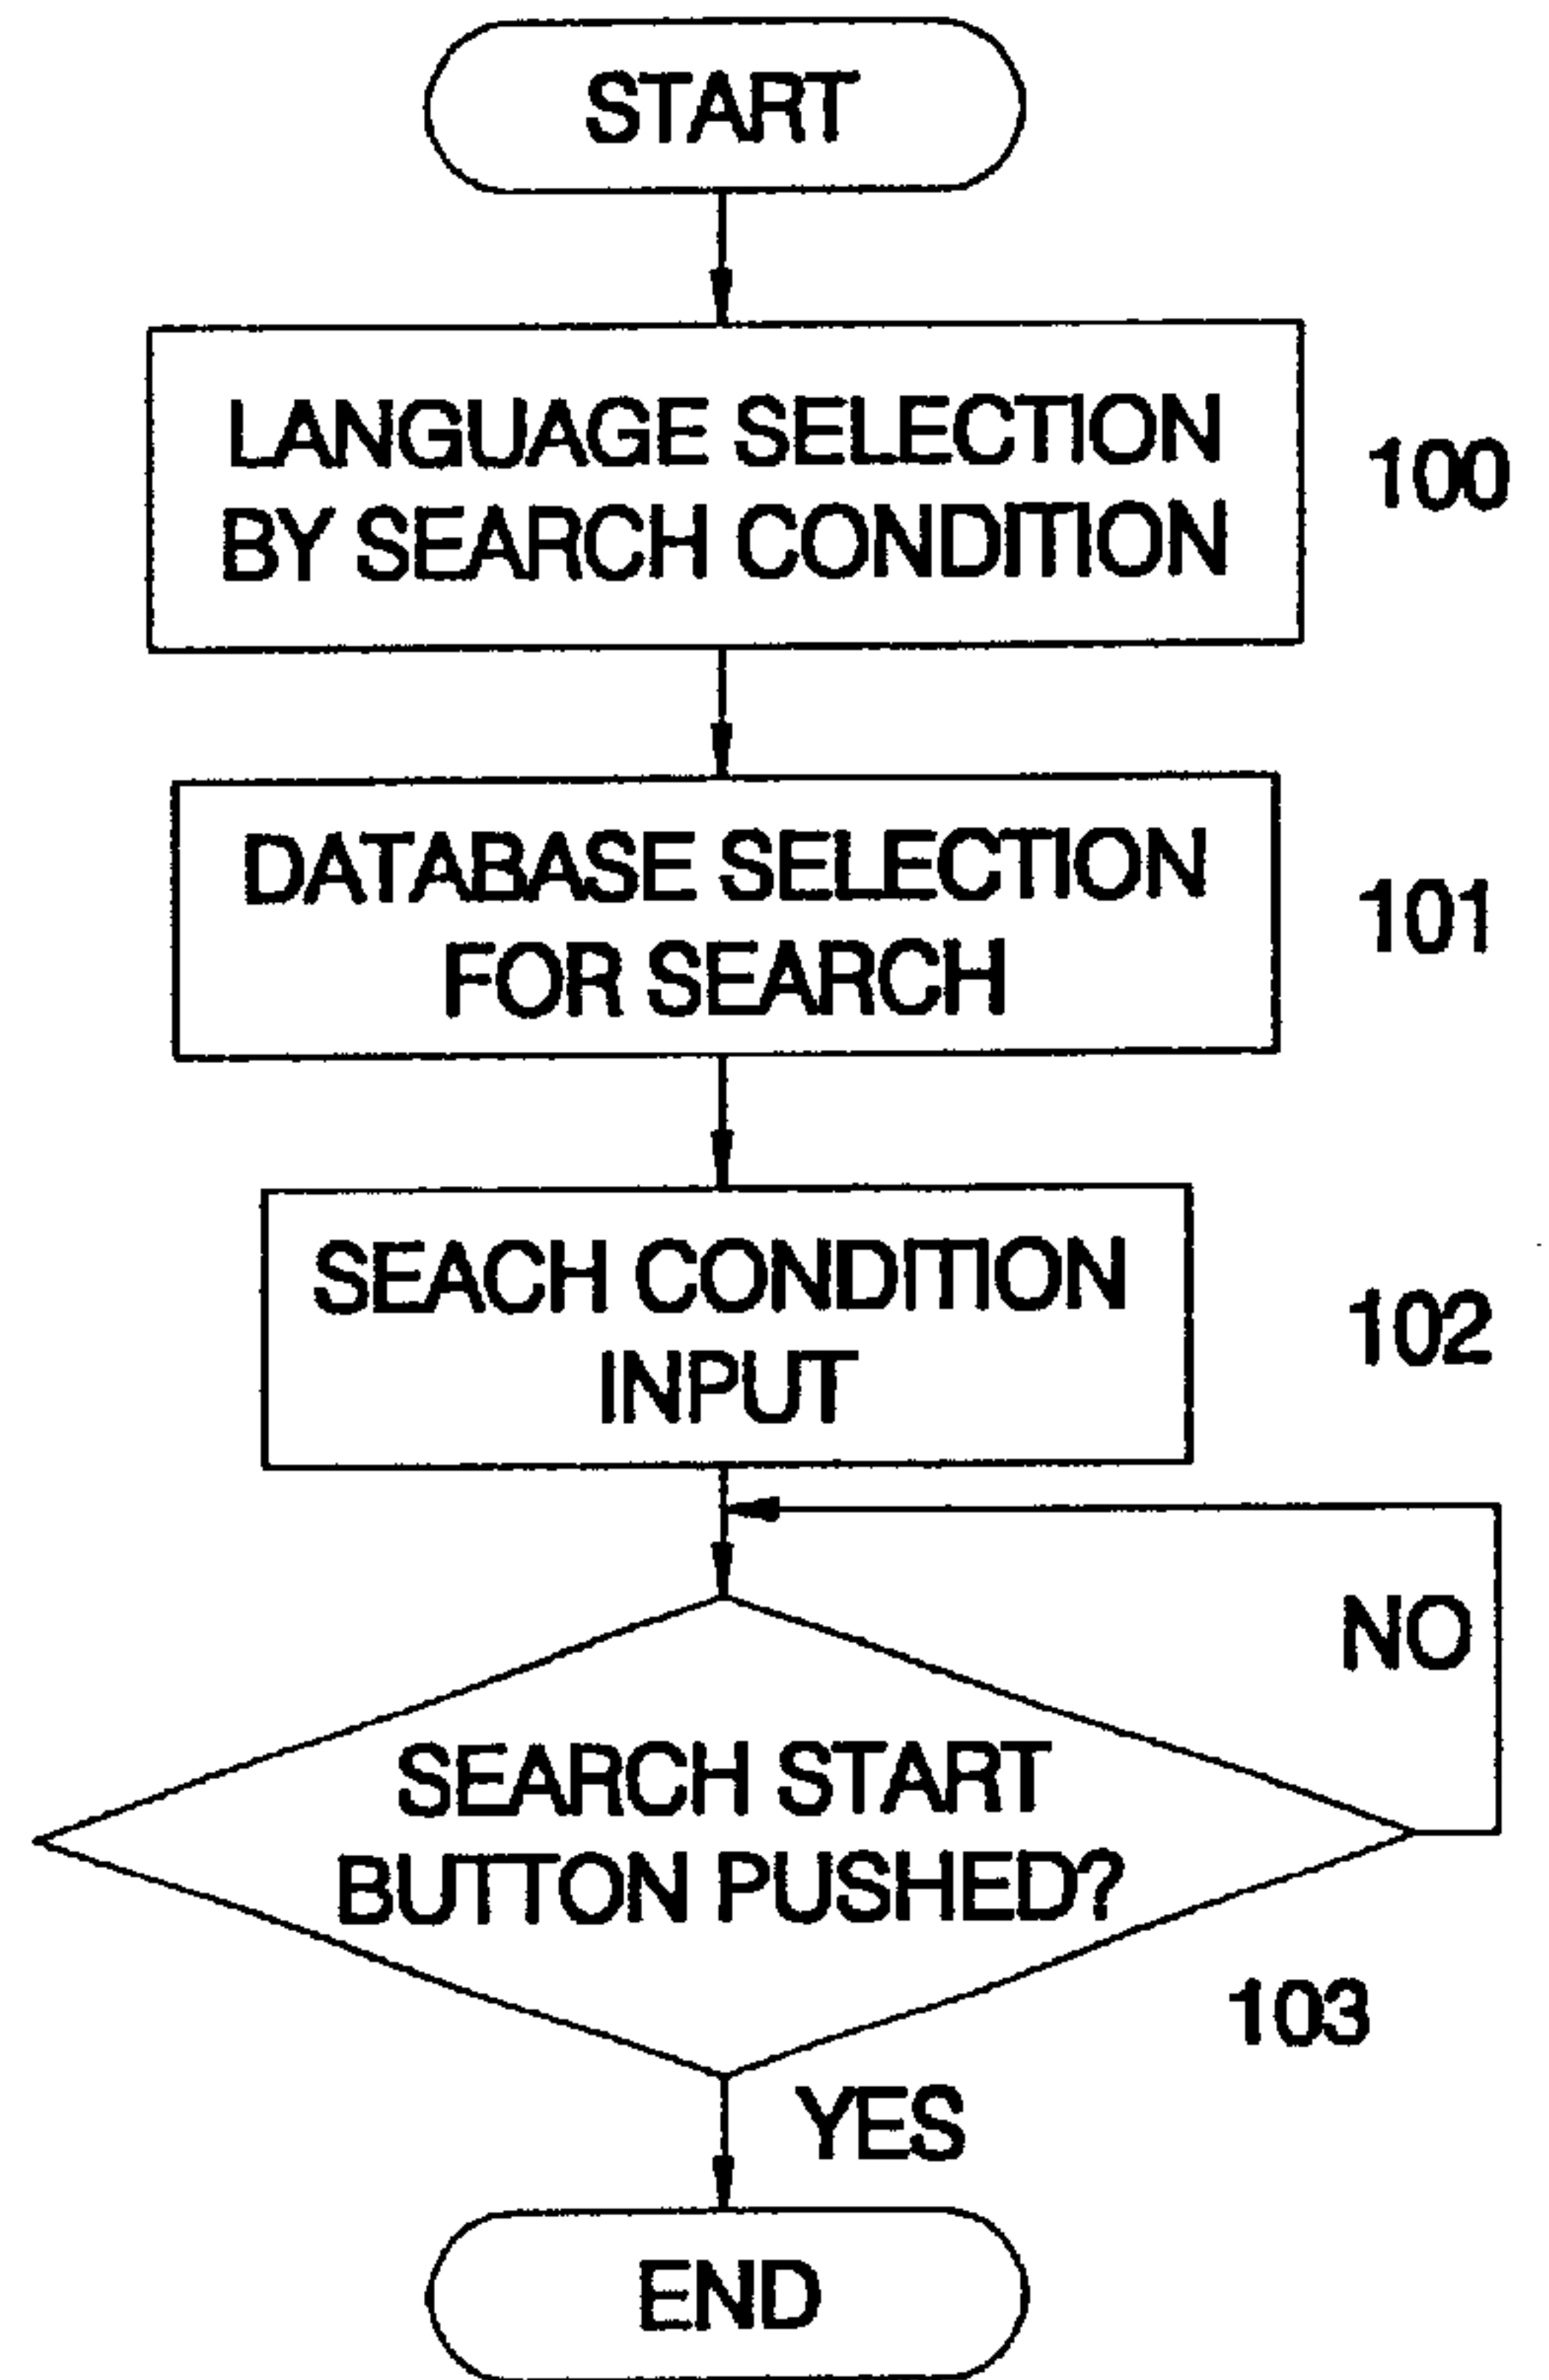 START
LANGUAGE SELECTION
BY SEARCH CONDITION
100
DATABASE SELECTION
FOR SEARCH
101
SEACH CONDITION
INPUT
102
NO
SEARCH START
BUTTON PUSHED?
103
YES
END